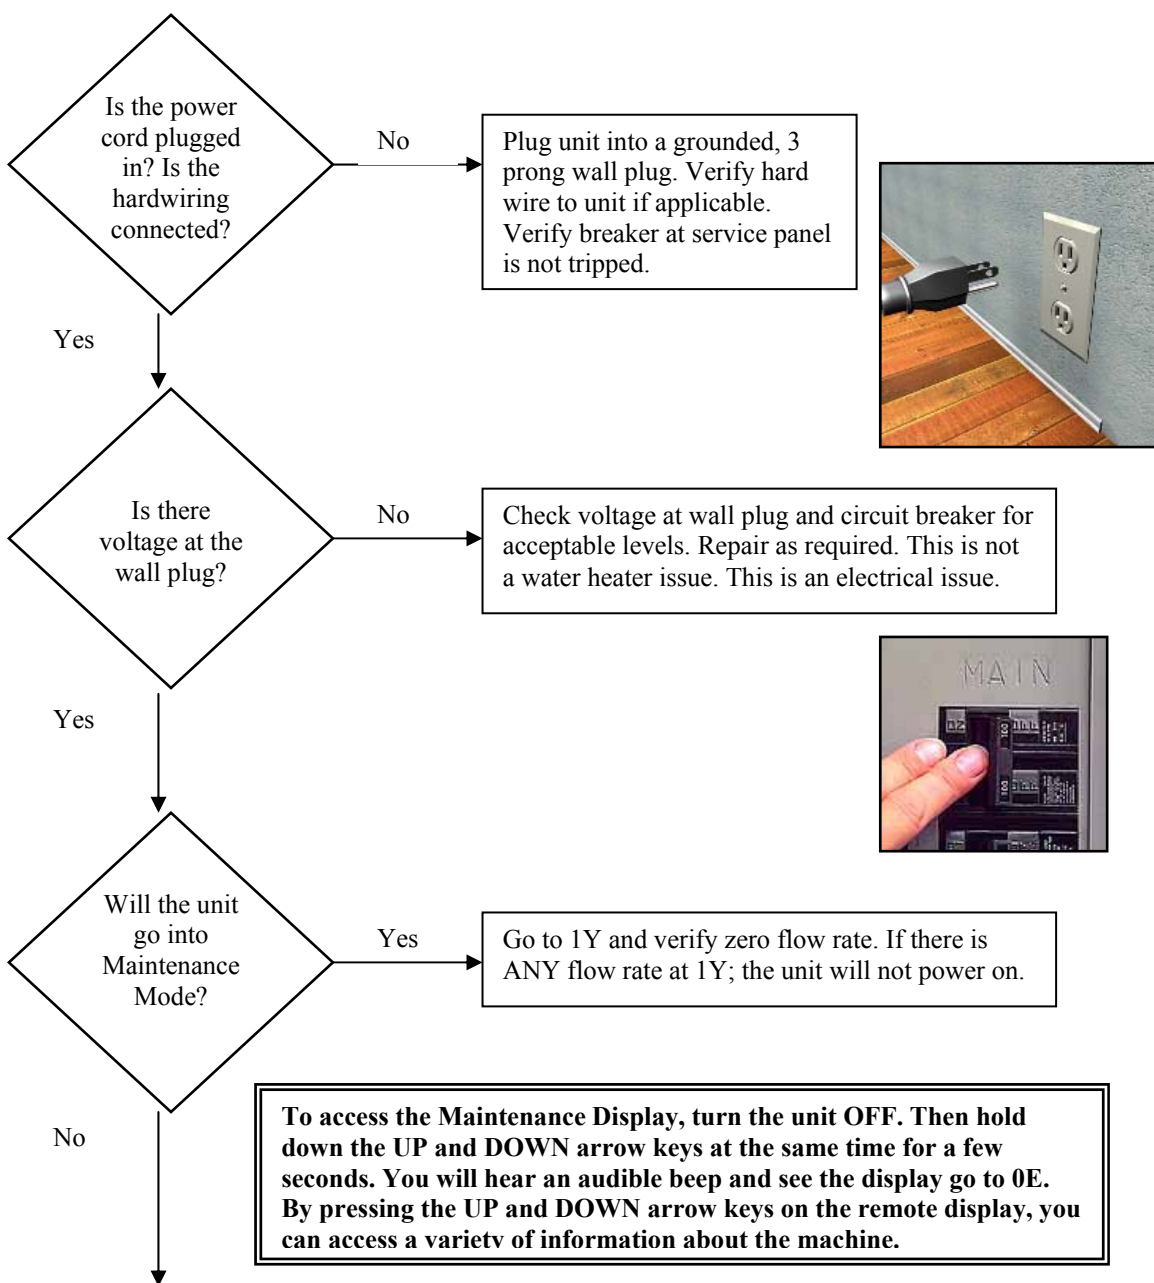 Is the power
cord plugged
in? Is the
hardwiring
connected?
No
Plug unit into a grounded, 3
prong wall plug. Verify hard
wire to unit if applicable.
Verify breaker at service panel
is not tripped.
Yes
Is there
voltage at the
wall plug?
No
Check voltage at wall plug and circuit breaker for
acceptable levels. Repair as required. This is not
a water heater issue. This is an electrical issue.
MAIN
ON
OFF
100
100
Yes
Will the unit
go into
Maintenance
Mode?
Yes
Go to 1Y and verify zero flow rate. If there is
ANY flow rate at 1Y; the unit will not power on.
No
To access the Maintenance Display, turn the unit OFF. Then hold
down the UP and DOWN arrow keys at the same time for a few
seconds. You will hear an audible beep and see the display go to 0E.
By pressing the UP and DOWN arrow keys on the remote display, you
can access a variety of information about the machine.